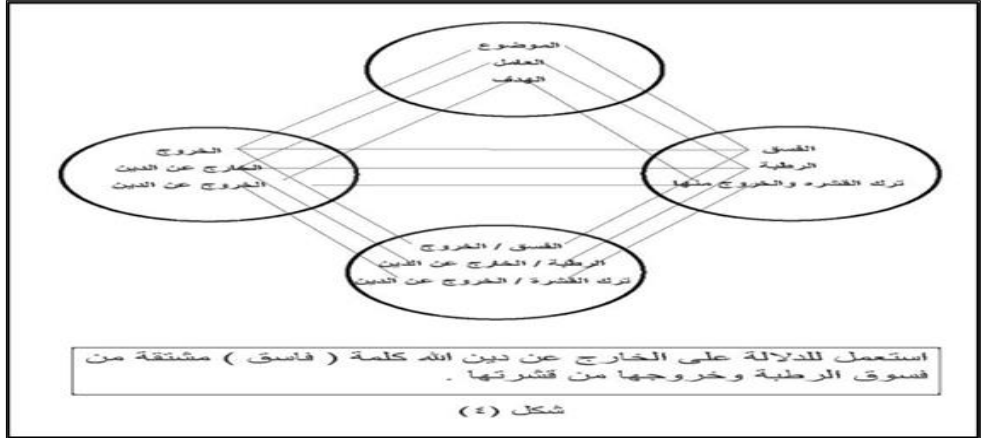 الموضوع
العامل
الهدف
الفسق
الرطبة
ترك القشره والخروج منها
الخروج
الخارج عن الدين
الخروج عن الدين
الفسق / الخروج
الرطبة / الخارج عن الدين
ترك القشرة / الخروج عن الدين
استعمل للدلالة على الخارج عن دين الله كلمة ( فاسق ) مشتقة من
فسوق الرطبة وخروجها من قشرتها .
شكل (٤)